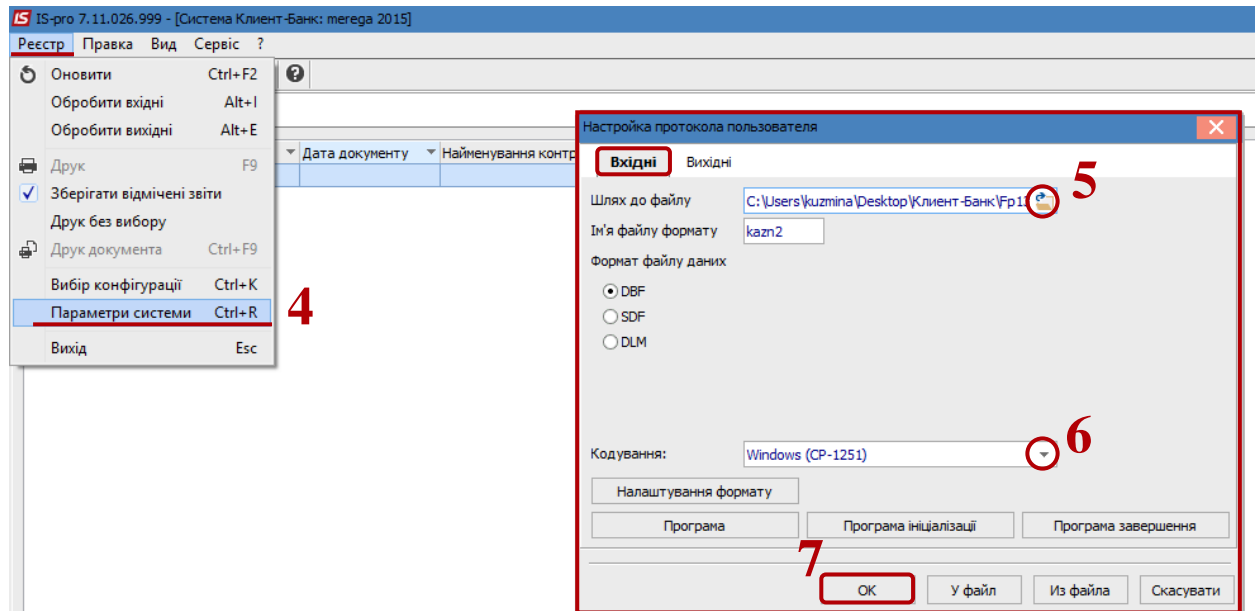 IS-pro 7.11.026.999 - [Система Клиент-Банк: merega 2015]
Реєстр Правка Вид Сервіс ?
Оновити Ctrl+F2
Обробити вхідні Alt+I
Обробити вихідні Alt+E
Друк F9
Зберігати відмічені звіти
Друк без вибору
Друк документа Ctrl+F9
Вибір конфігурації Ctrl+K
Параметри системи Ctrl+R
Вихід Esc
4
Дата документу Найменування контр
Настройка протокола пользователя
Вхідні Вихідні
5
Шлях до файлу C:\Users\kuzmina\Desktop\Клиент-Банк\Fp13
Ім'я файлу формату kazn2
Формат файлу даних
DBF
SDF
DLM
6
Кодування: Windows (CP-1251)
Налаштування формату
Програма Програма ініціалізації Програма завершення
7
OK У файл Из файла Скасувати